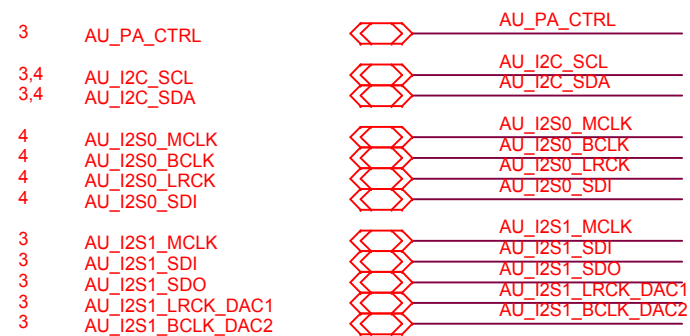 3 AU_PA_CTRL AU_PA_CTRL
3,4 AU_I2C_SCL AU_I2C_SCL
3,4 AU_I2C_SDA AU_I2C_SDA
4 AU_I2S0_MCLK AU_I2S0_MCLK
4 AU_I2S0_BCLK AU_I2S0_BCLK
4 AU_I2S0_LRCK AU_I2S0_LRCK
4 AU_I2S0_SDI AU_I2S0_SDI
3 AU_I2S1_MCLK AU_I2S1_MCLK
3 AU_I2S1_SDI AU_I2S1_SDI
3 AU_I2S1_SDO AU_I2S1_SDO
3 AU_I2S1_LRCK_DAC1 AU_I2S1_LRCK_DAC1
3 AU_I2S1_BCLK_DAC2 AU_I2S1_BCLK_DAC2